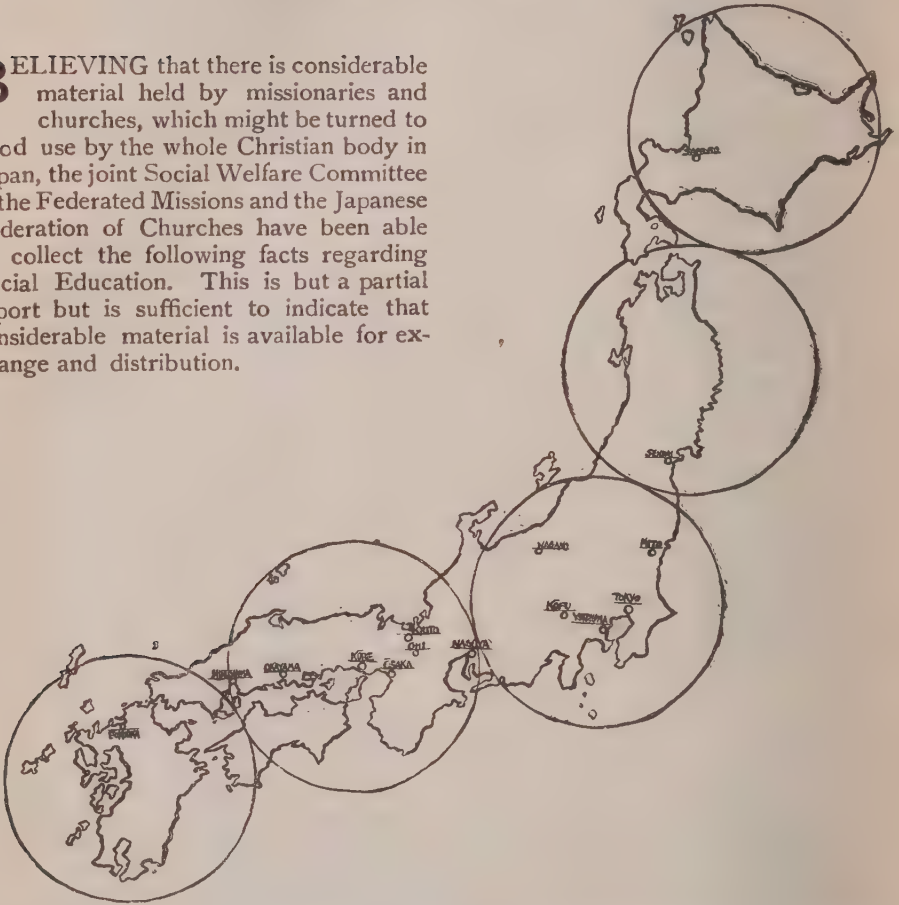 BELIEVING that there is considerable
material held by missionaries and
churches, which might be turned to
od use by the whole Christian body in
pan, the joint Social Welfare Committee
the Federated Missions and the Japanese
deration of Churches have been able
collect the following facts regarding
cial Education. This is but a partial
port but is sufficient to indicate that
nsiderable material is available for ex-
ange and distribution.
SENDAI
NAGANO
MITO
TOKYO
KOFU
KYOTO
OTSU
NAGOYA
KOBE
OSAKA
OKAYAMA
HIROSHIMA